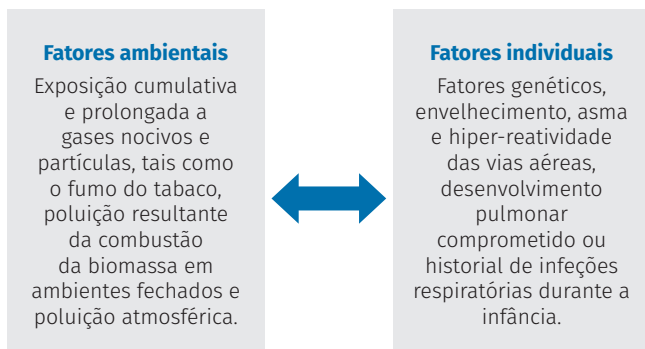 Fatores ambientais
Exposição cumulativa
e prolongada a
gases nocivos e
partículas, tais como
o fumo do tabaco,
poluição resultante
da combustão
da biomassa em
ambientes fechados e
poluição atmosférica.
Fatores individuais
Fatores genéticos,
envelhecimento, asma
e hiper-reatividade
das vias aéreas,
desenvolvimento
pulmonar
comprometido ou
historial de infeções
respiratórias durante a
infância.